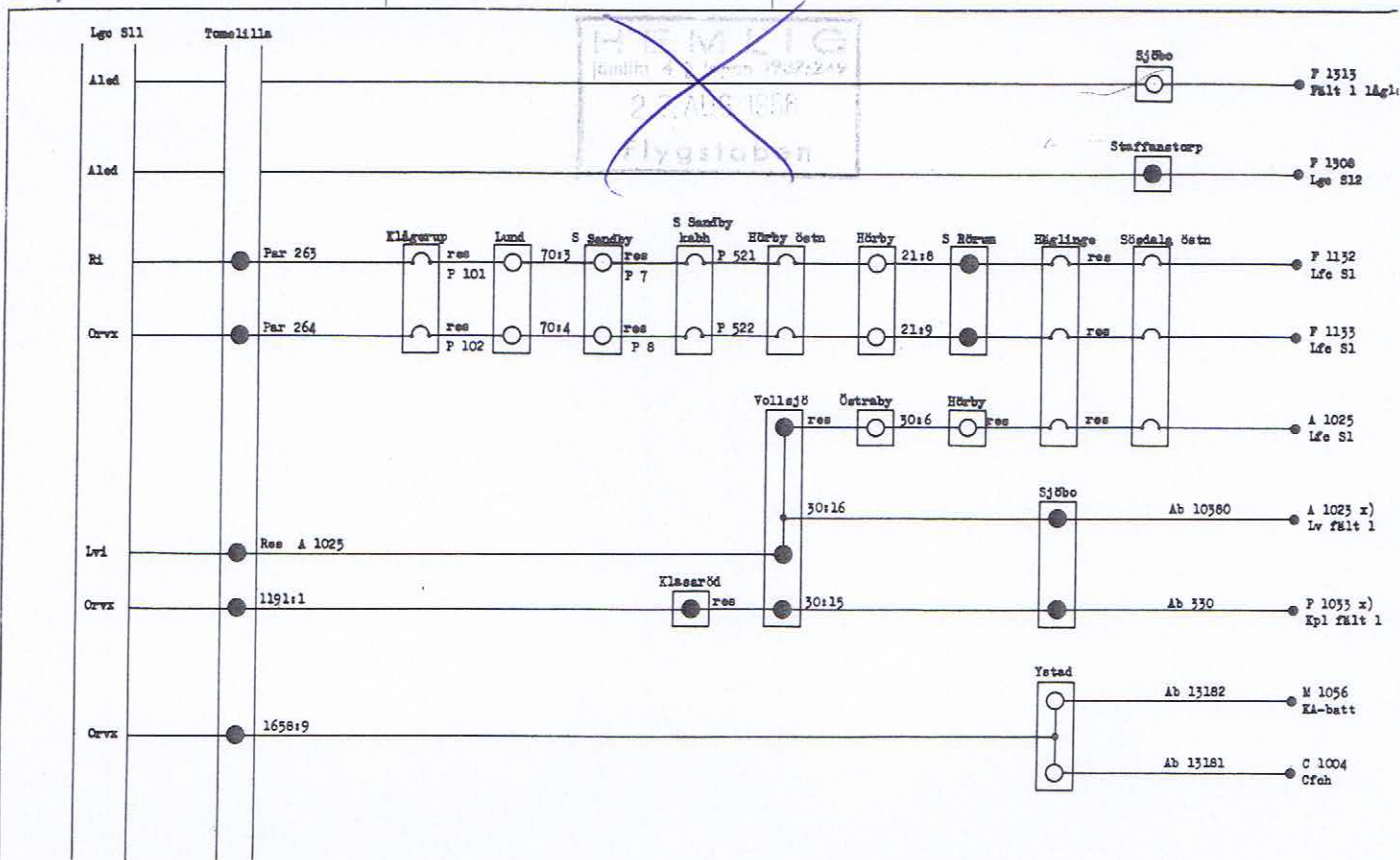 Lgc S11 Tomelilla
HEMLIG
2 AUG 1958
Flygstaben
Sjöbo
Aled
F 1313
Fält 1
Staffanstorp
Aled
F 1308
Lgc S12
Klågerup Lund S Sandby S Sandby kabh Hörby östn Hörby S Rörum Häglinge Sösdala östn
Ri Par 263 res P 101 70:3 res P 7 P 521 21:8 res
F 1132
Lfc S1
Orvx Par 264 res P 102 70:4 res P 8 P 522 21:9 res
F 1133
Lfc S1
Vollsjö Östraby Hörby
res 30:6 res res
A 1025
Lfc S1
Sjöbo
30:16 Ab 10380
A 1023 x)
Lv fält 1
Lvi Res A 1025
Klasaröd
Orvx 1191:1 res 30:15 Ab 330
F 1033 x)
Kpl fält 1
Ystad
Ab 13182
M 1056
KA-batt
Orvx 1658:9
Ab 13181
C 1004
Cfch